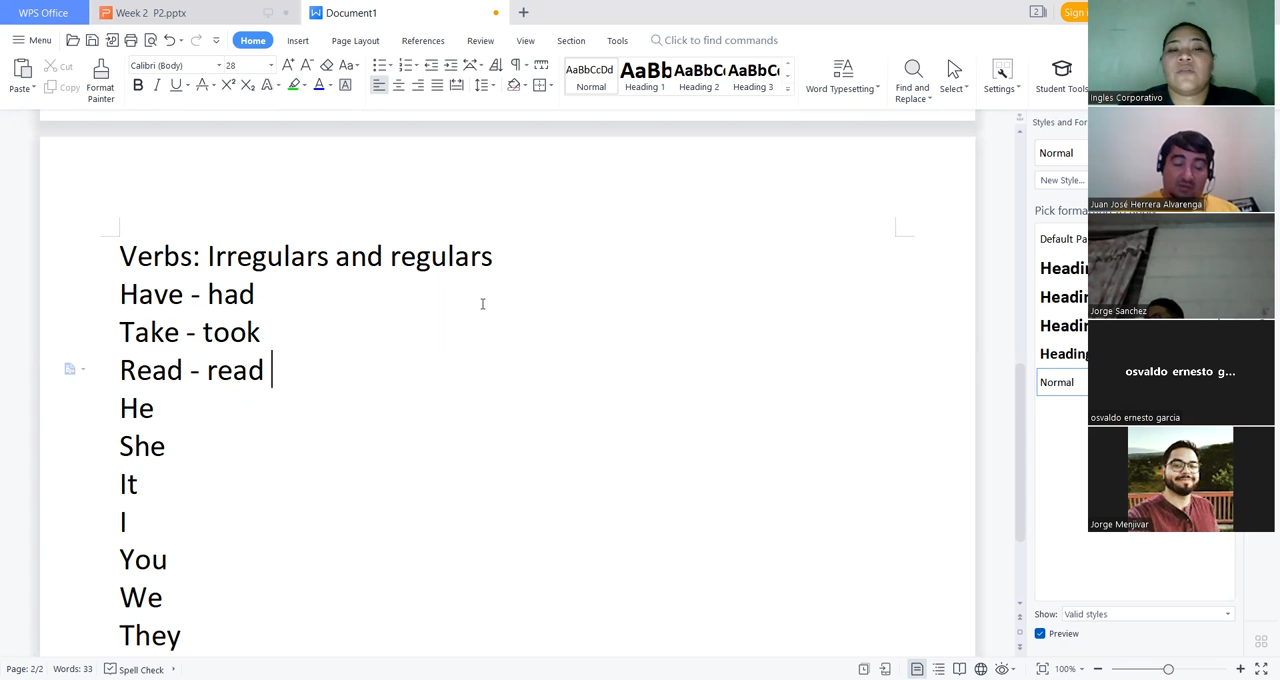 WPS Office
Week 2 P2.pptx
Document1
2
Sign i
Menu
Home
Insert
Page Layout
References
Review
View
Section
Tools
Click to find commands
Paste
Cut
Copy
Format Painter
Calibri (Body)
28
AaBbCcDd
Normal
AaBb
Heading 1
AaBbC
Heading 2
AaBbC
Heading 3
Word Typesetting
Find and Replace
Select
Settings
Student Tools
Verbs: Irregulars and regulars
Have - had
Take - took
Read - read
He
She
It
I
You
We
They
Styles and For
Normal
New Style...
Pick form
Default Pa
Headin
Headin
Headin
Heading
Normal
Show: Valid styles
Preview
Ingles Corporativo
Juan José Herrera Alvarenga
Jorge Sanchez
osvaldo ernesto g...
osvaldo ernesto garcia
Jorge Menjivar
Page: 2/2 Words: 33 Spell Check
100%